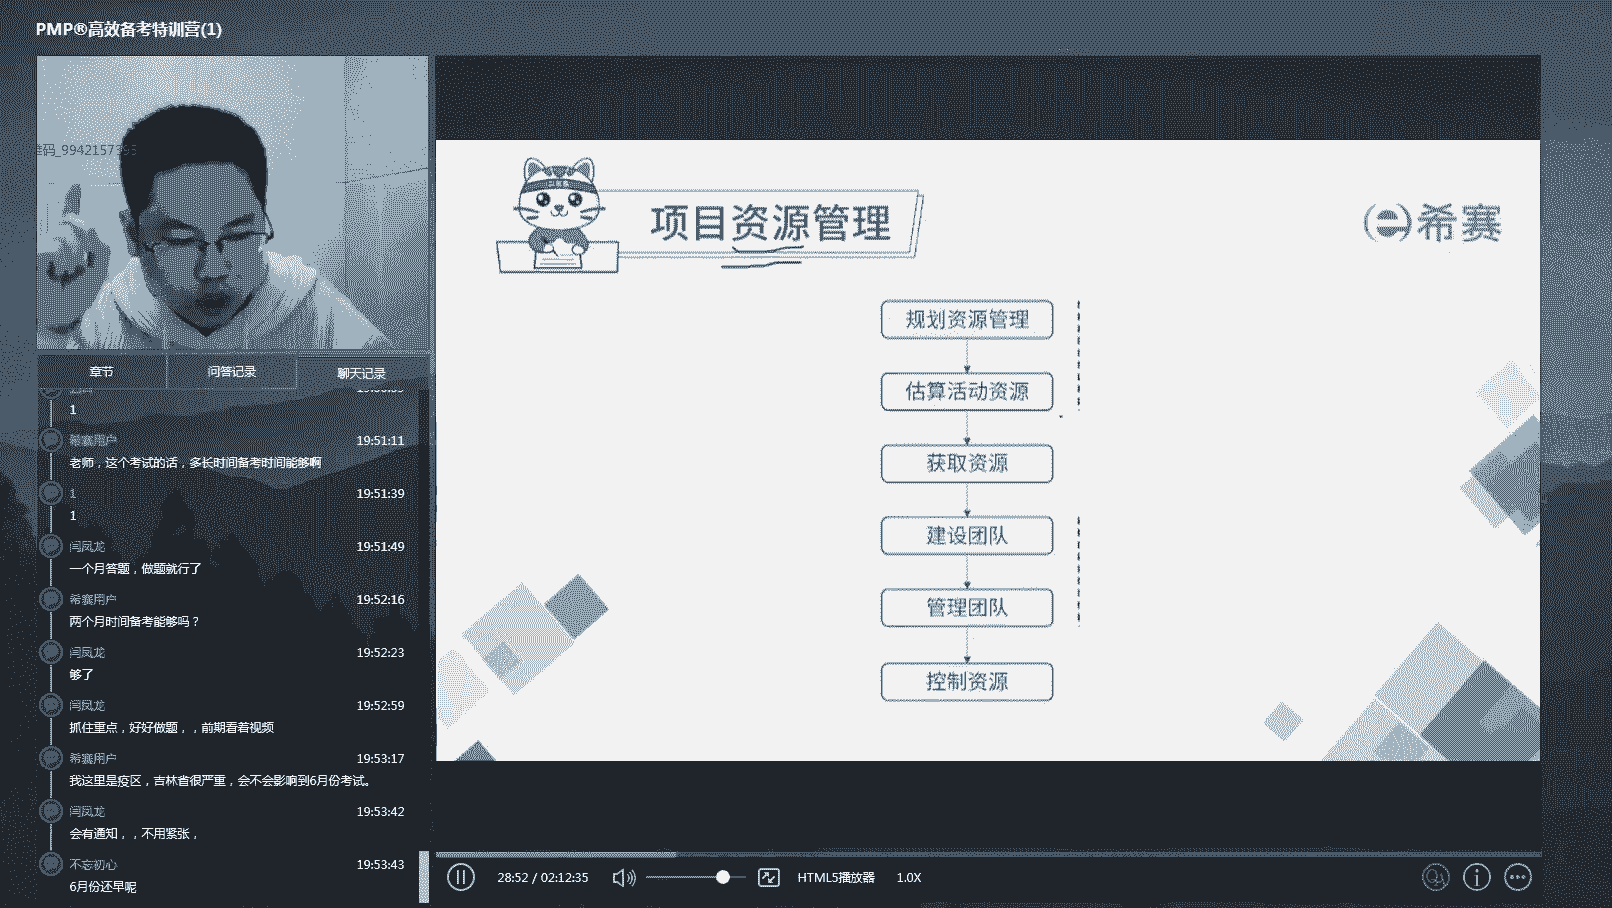 PMP®高效备考特训营(1)
章节
问答记录
聊天记录
1
希赛用户
19:51:11
老师，这个考试的话，多长时间备考时间能够啊
1
19:51:39
1
闫凤龙
19:51:49
一个月答题，做题就行了
希赛用户
19:52:16
两个月时间备考能够吗？
闫凤龙
19:52:23
够了
闫凤龙
19:52:59
抓住重点，好好做题，，前期看着视频
希赛用户
19:53:17
我这里是疫区，吉林省很严重，会不会影响到6月份考试。
闫凤龙
19:53:42
会有通知，，不用紧张，
不忘初心
19:53:43
6月份还早呢
项目资源管理
希赛
规划资源管理
估算活动资源
获取资源
建设团队
管理团队
控制资源
28:52 / 02:12:35
HTML5播放器
1.0X